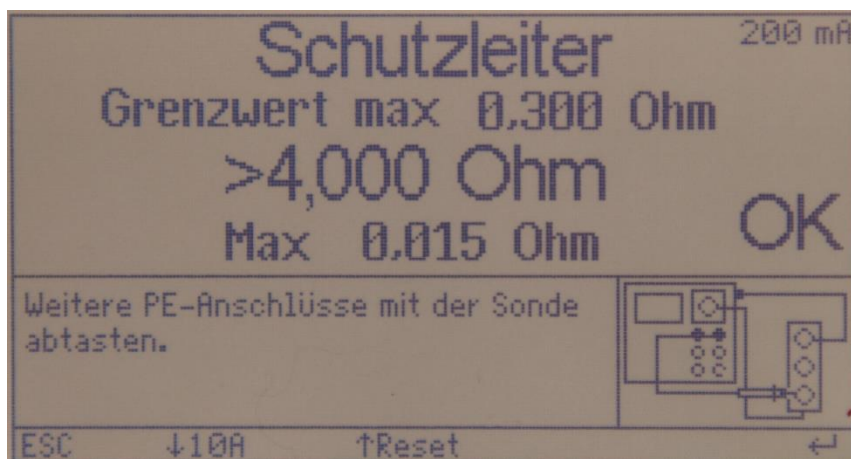 Schutzleiter 200 mA
Grenzwert max 0,300 Ohm
>4,000 Ohm
OK
Max 0,015 Ohm
Weitere PE-Anschlüsse mit der Sonde
abtasten.
ESC ↓10A ↑Reset ↵